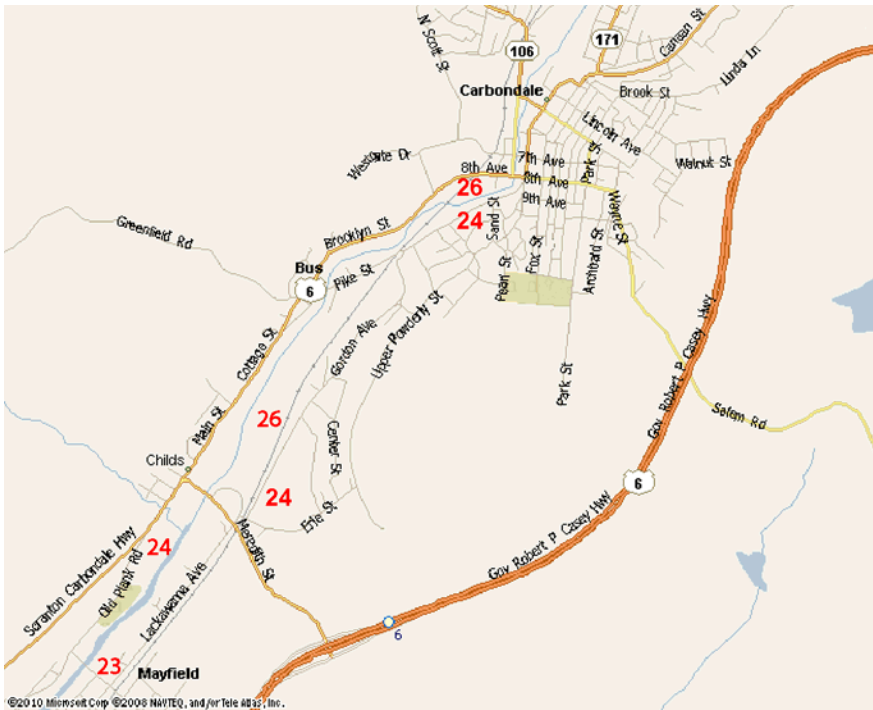 N Scott St
106
171
Canaan St
Linda Ln
Carbondale
Brook St
Lincoln Ave
Westgate Dr
8th Ave
7th Ave
Park St
Walnut St
26
6th Ave
24
Sand St
9th Ave
Wayne St
Greenfield Rd
Brooklyn St
Archbald St
Bus
6
Pike St
Pearl St
Fox St
Upper Powderly St
Gordon Ave
Cottage St
Gov Robert P Casey Hwy
Park St
Salem Rd
Main St
26
Center St
Childs
6
24
Erie St
Meredith St
Gov Robert P Casey Hwy
Scranton Carbondale Hwy
24
Old Plank Rd
Lackawanna Ave
6
23
Mayfield
©2010 Microsoft Corp ©2008 NAVTEQ, and/or Tele Atlas, Inc.